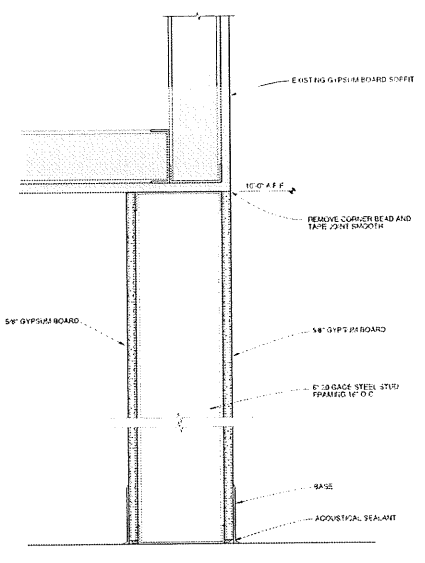 EXISTING GYPSUM BOARD SOFFIT
10'-0" A.F.F.
REMOVE CORNER BEAD AND
TAPE JOINT SMOOTH
5/8" GYPSUM BOARD
5/8" GYPSUM BOARD
6" 20 GAGE STEEL STUD
FRAMING 16" O.C.
BASE
ACOUSTICAL SEALANT